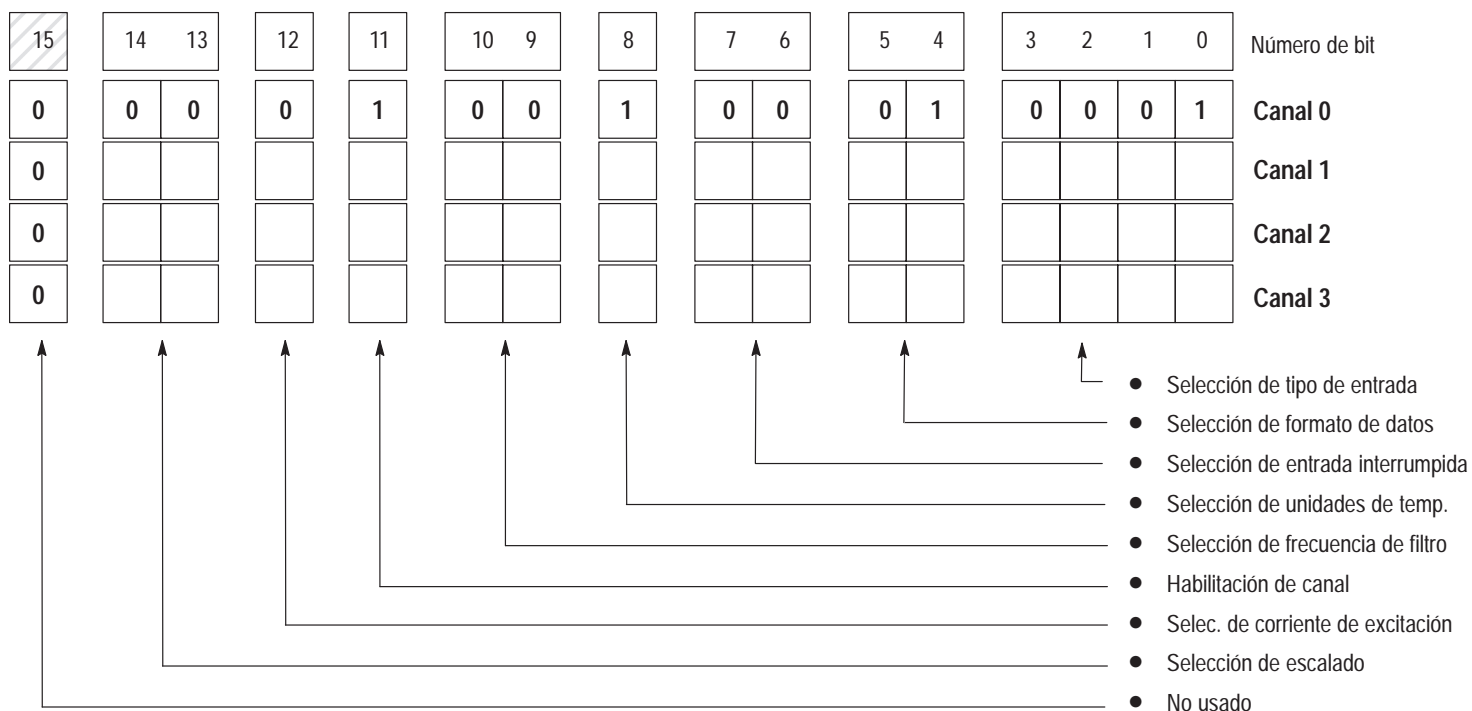 15 14 13 12 11 10 9 8 7 6 5 4 3 2 1 0 Número de bit
0 0 0 0 1 0 0 1 0 0 0 1 0 0 0 1 Canal 0
0 Canal 1
0 Canal 2
0 Canal 3
● Selección de tipo de entrada
● Selección de formato de datos
● Selección de entrada interrumpida
● Selección de unidades de temp.
● Selección de frecuencia de filtro
● Habilitación de canal
● Selec. de corriente de excitación
● Selección de escalado
● No usado